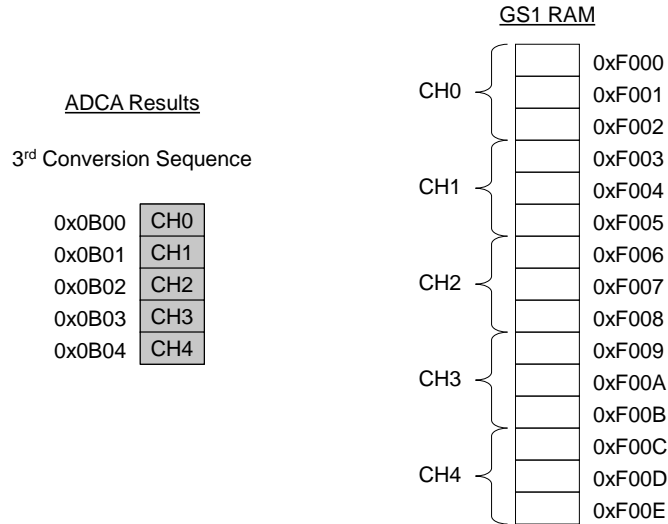 ADCA Results
3rd Conversion Sequence
0x0B00 CH0
0x0B01 CH1
0x0B02 CH2
0x0B03 CH3
0x0B04 CH4
GS1 RAM
CH0
0xF000
0xF001
0xF002
CH1
0xF003
0xF004
0xF005
CH2
0xF006
0xF007
0xF008
CH3
0xF009
0xF00A
0xF00B
CH4
0xF00C
0xF00D
0xF00E